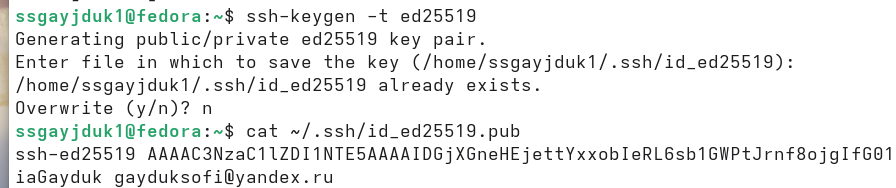 ssgayjduk1@fedora:~$ ssh-keygen -t ed25519
Generating public/private ed25519 key pair.
Enter file in which to save the key (/home/ssgayjduk1/.ssh/id_ed25519):
/home/ssgayjduk1/.ssh/id_ed25519 already exists.
Overwrite (y/n)? n
ssgayjduk1@fedora:~$ cat ~/.ssh/id_ed25519.pub
ssh-ed25519 AAAAC3NzaC1lZDI1NTE5AAAAIDGjXGneHEjettYxxobIeRL6sb1GWPtJrnf8ojgIfG01
iaGayduk gayduksofi@yandex.ru